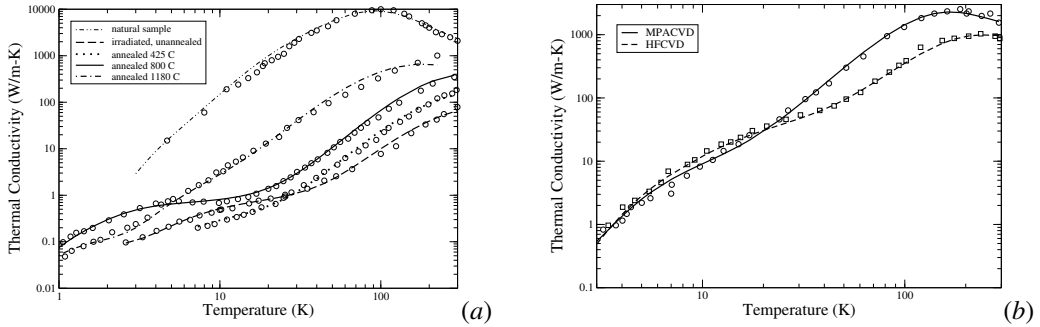 natural sample
irradiated, unannealed
annealed 425 C
annealed 800 C
annealed 1180 C
Thermal Conductivity (W/m-K)
10000
1000
100
10
1
0.1
0.01
1
10
100
Temperature (K)
(a)
MPACVD
HFCVD
Thermal Conductivity (W/m-K)
1000
100
10
1
0.1
10
100
Temperature (K)
(b)